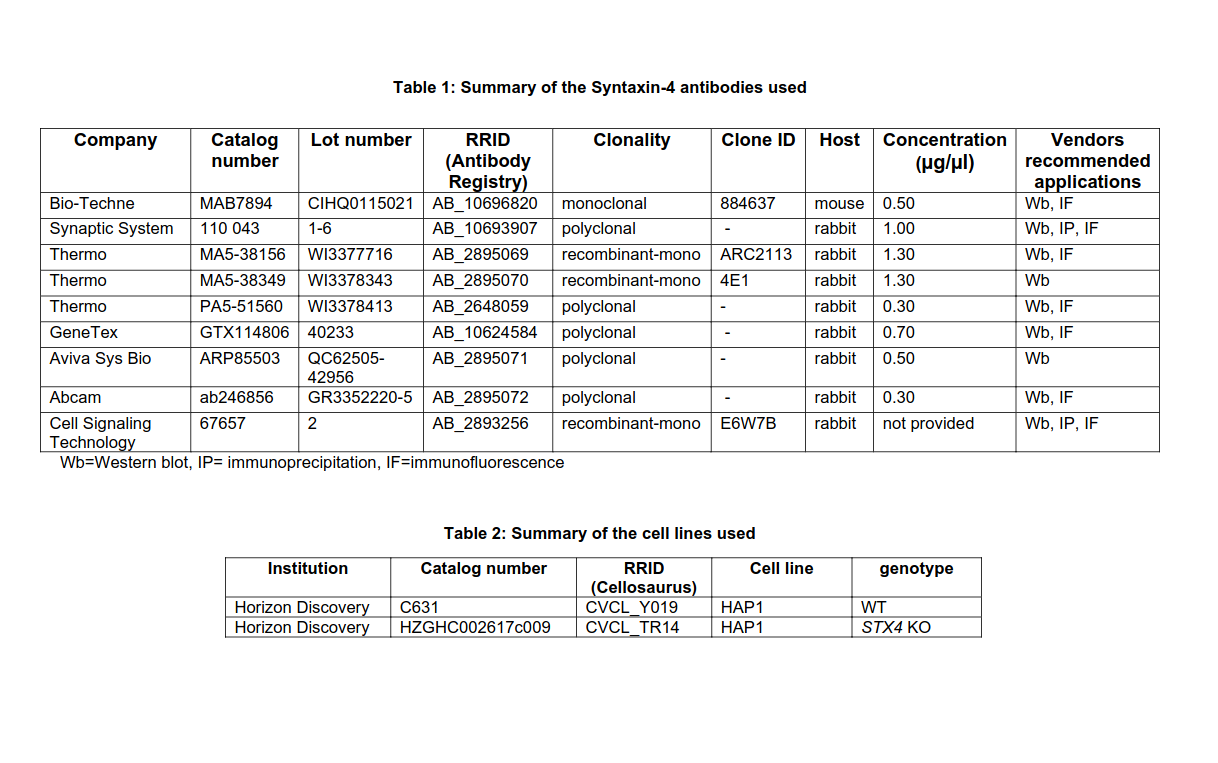 Table 1: Summary of the Syntaxin-4 antibodies used
Company Catalog number Lot number RRID (Antibody Registry) Clonality Clone ID Host Concentration (µg/µl) Vendors recommended applications
Bio-Techne MAB7894 CIHQ0115021 AB_10696820 monoclonal 884637 mouse 0.50 Wb, IF
Synaptic System 110 043 1-6 AB_10693907 polyclonal - rabbit 1.00 Wb, IP, IF
Thermo MA5-38156 WI3377716 AB_2895069 recombinant-mono ARC2113 rabbit 1.30 Wb, IF
Thermo MA5-38349 WI3378343 AB_2895070 recombinant-mono 4E1 rabbit 1.30 Wb
Thermo PA5-51560 WI3378413 AB_2648059 polyclonal - rabbit 0.30 Wb, IF
GeneTex GTX114806 40233 AB_10624584 polyclonal - rabbit 0.70 Wb, IF
Aviva Sys Bio ARP85503 QC62505-42956 AB_2895071 polyclonal - rabbit 0.50 Wb
Abcam ab246856 GR3352220-5 AB_2895072 polyclonal - rabbit 0.30 Wb, IF
Cell Signaling Technology 67657 2 AB_2893256 recombinant-mono E6W7B rabbit not provided Wb, IP, IF
Wb=Western blot, IP= immunoprecipitation, IF=immunofluorescence
Table 2: Summary of the cell lines used
Institution Catalog number RRID (Cellosaurus) Cell line genotype
Horizon Discovery C631 CVCL_Y019 HAP1 WT
Horizon Discovery HZGHC002617c009 CVCL_TR14 HAP1 STX4 KO